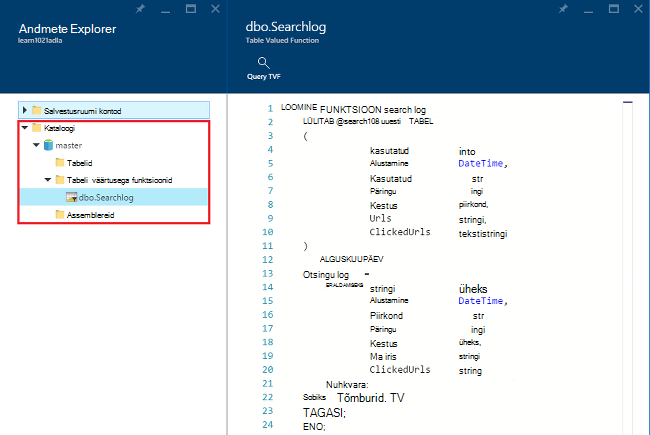 Andmete Explorer
learn1021adla
Salvestusruumi kontod
Kataloogi
master
Tabelid
Tabeli väärtusega funktsioonid
dbo.Searchlog
Assemblereid
dbo.Searchlog
Table Valued Function
Query TVF
1 LOOMINE FUNKTSIOON search log
2 LÜLITAB @search108 uuesti TABEL
3 (
4 kasutatud into
5 Alustamine DateTime,
6 Kasutatud str
7 Päringu ingi
8 Kestus piirkond,
9 Urls stringi,
10 ClickedUrls tekstistringi
11 )
12 ALGUSKUUPÄEV
13 Otsingu log =
14 ERALDAMISEKS stringi üheks
15 Alustamine DateTime,
16 Piirkond str
17 Päringu ingi
18 Kestus üheks,
19 Ma iris stringi
20 ClickedUrls string
21 Nuhkvara:
22 Sobiks Tõmburid. TV
23 TAGASI;
24 ENO;